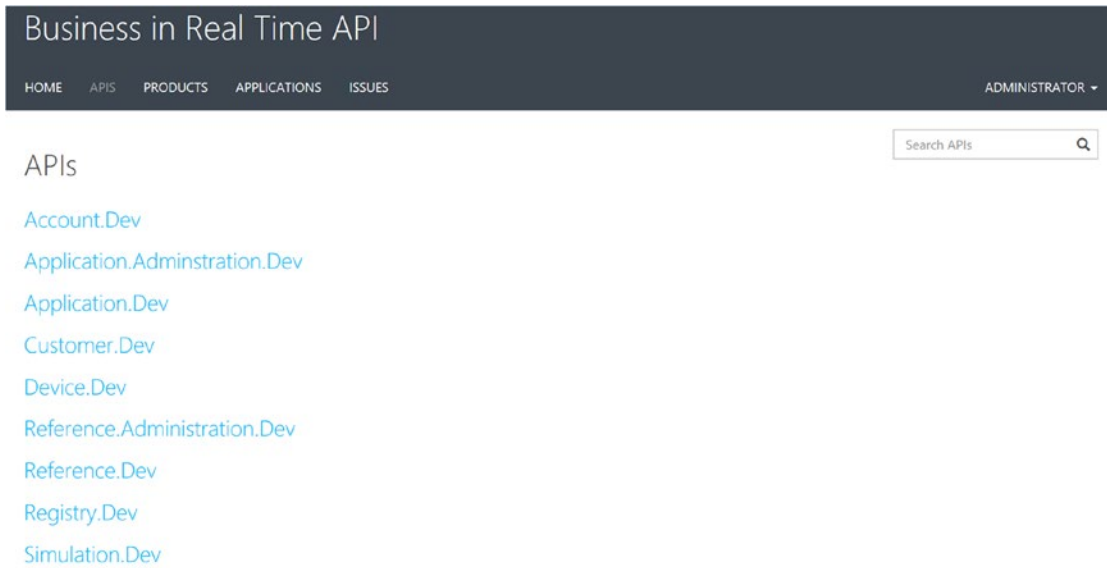 Business in Real Time API
HOME APIS PRODUCTS APPLICATIONS ISSUES ADMINISTRATOR
Search APIs
APIs
Account.Dev
Application.Adminstration.Dev
Application.Dev
Customer.Dev
Device.Dev
Reference.Administration.Dev
Reference.Dev
Registry.Dev
Simulation.Dev